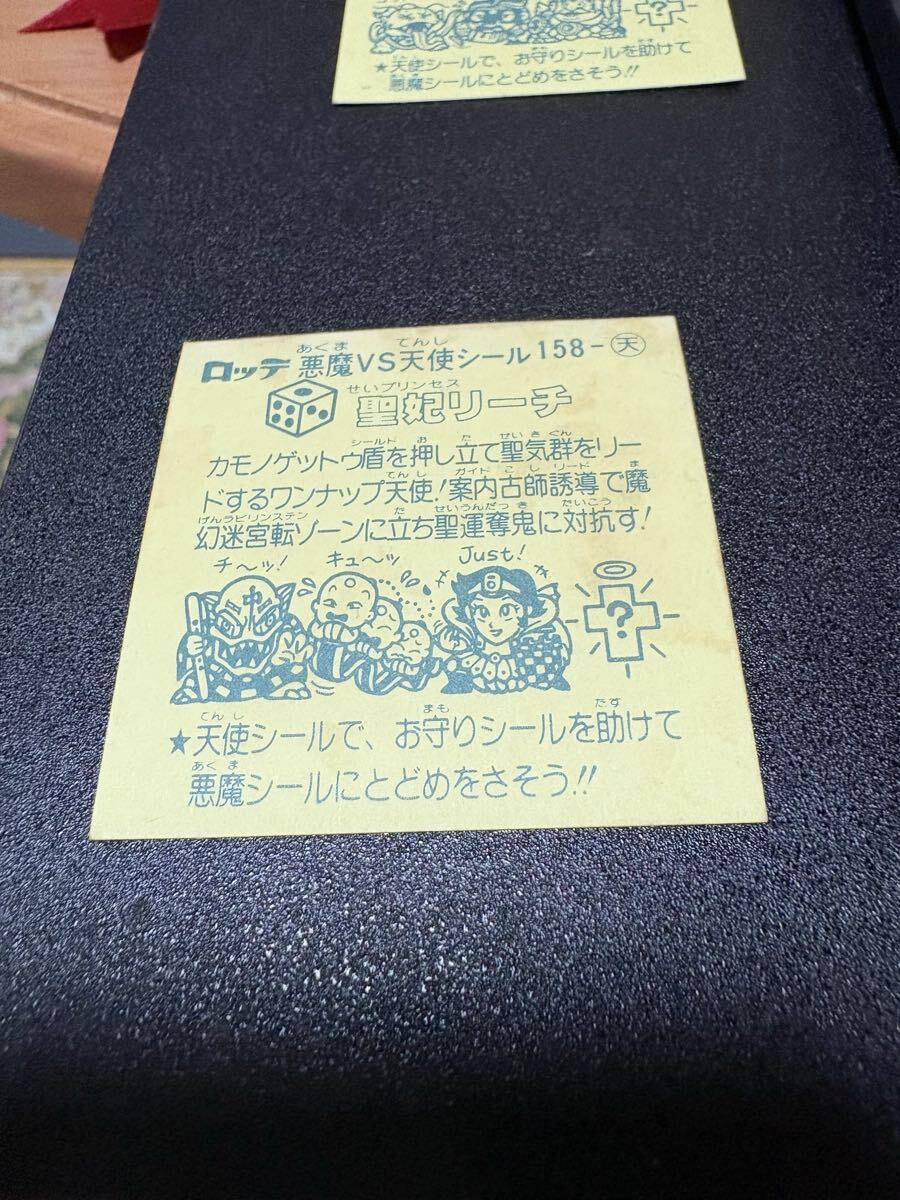 ★天使シールで、お守りシールを助けて
悪魔シールにとどめをさそう!!
あくま てんし
ロッテ 悪魔VS天使シール 158-天
せいプリンセス
聖妃リーチ
シールド お た せいきぐん
カモノゲットゥ盾を押し立て聖気群をリー
てんし ガイド こし リード ま
ドするワンナップ天使!案内古師誘導で魔
げんラビリンステン た せいうんだっき たいこう
幻迷宮転ゾーンに立ち聖運奪鬼に対抗す!
チ〜ッ! キュ〜ッ Just!
?
てんし まも たす
★天使シールで、お守りシールを助けて
あくま
悪魔シールにとどめをさそう!!